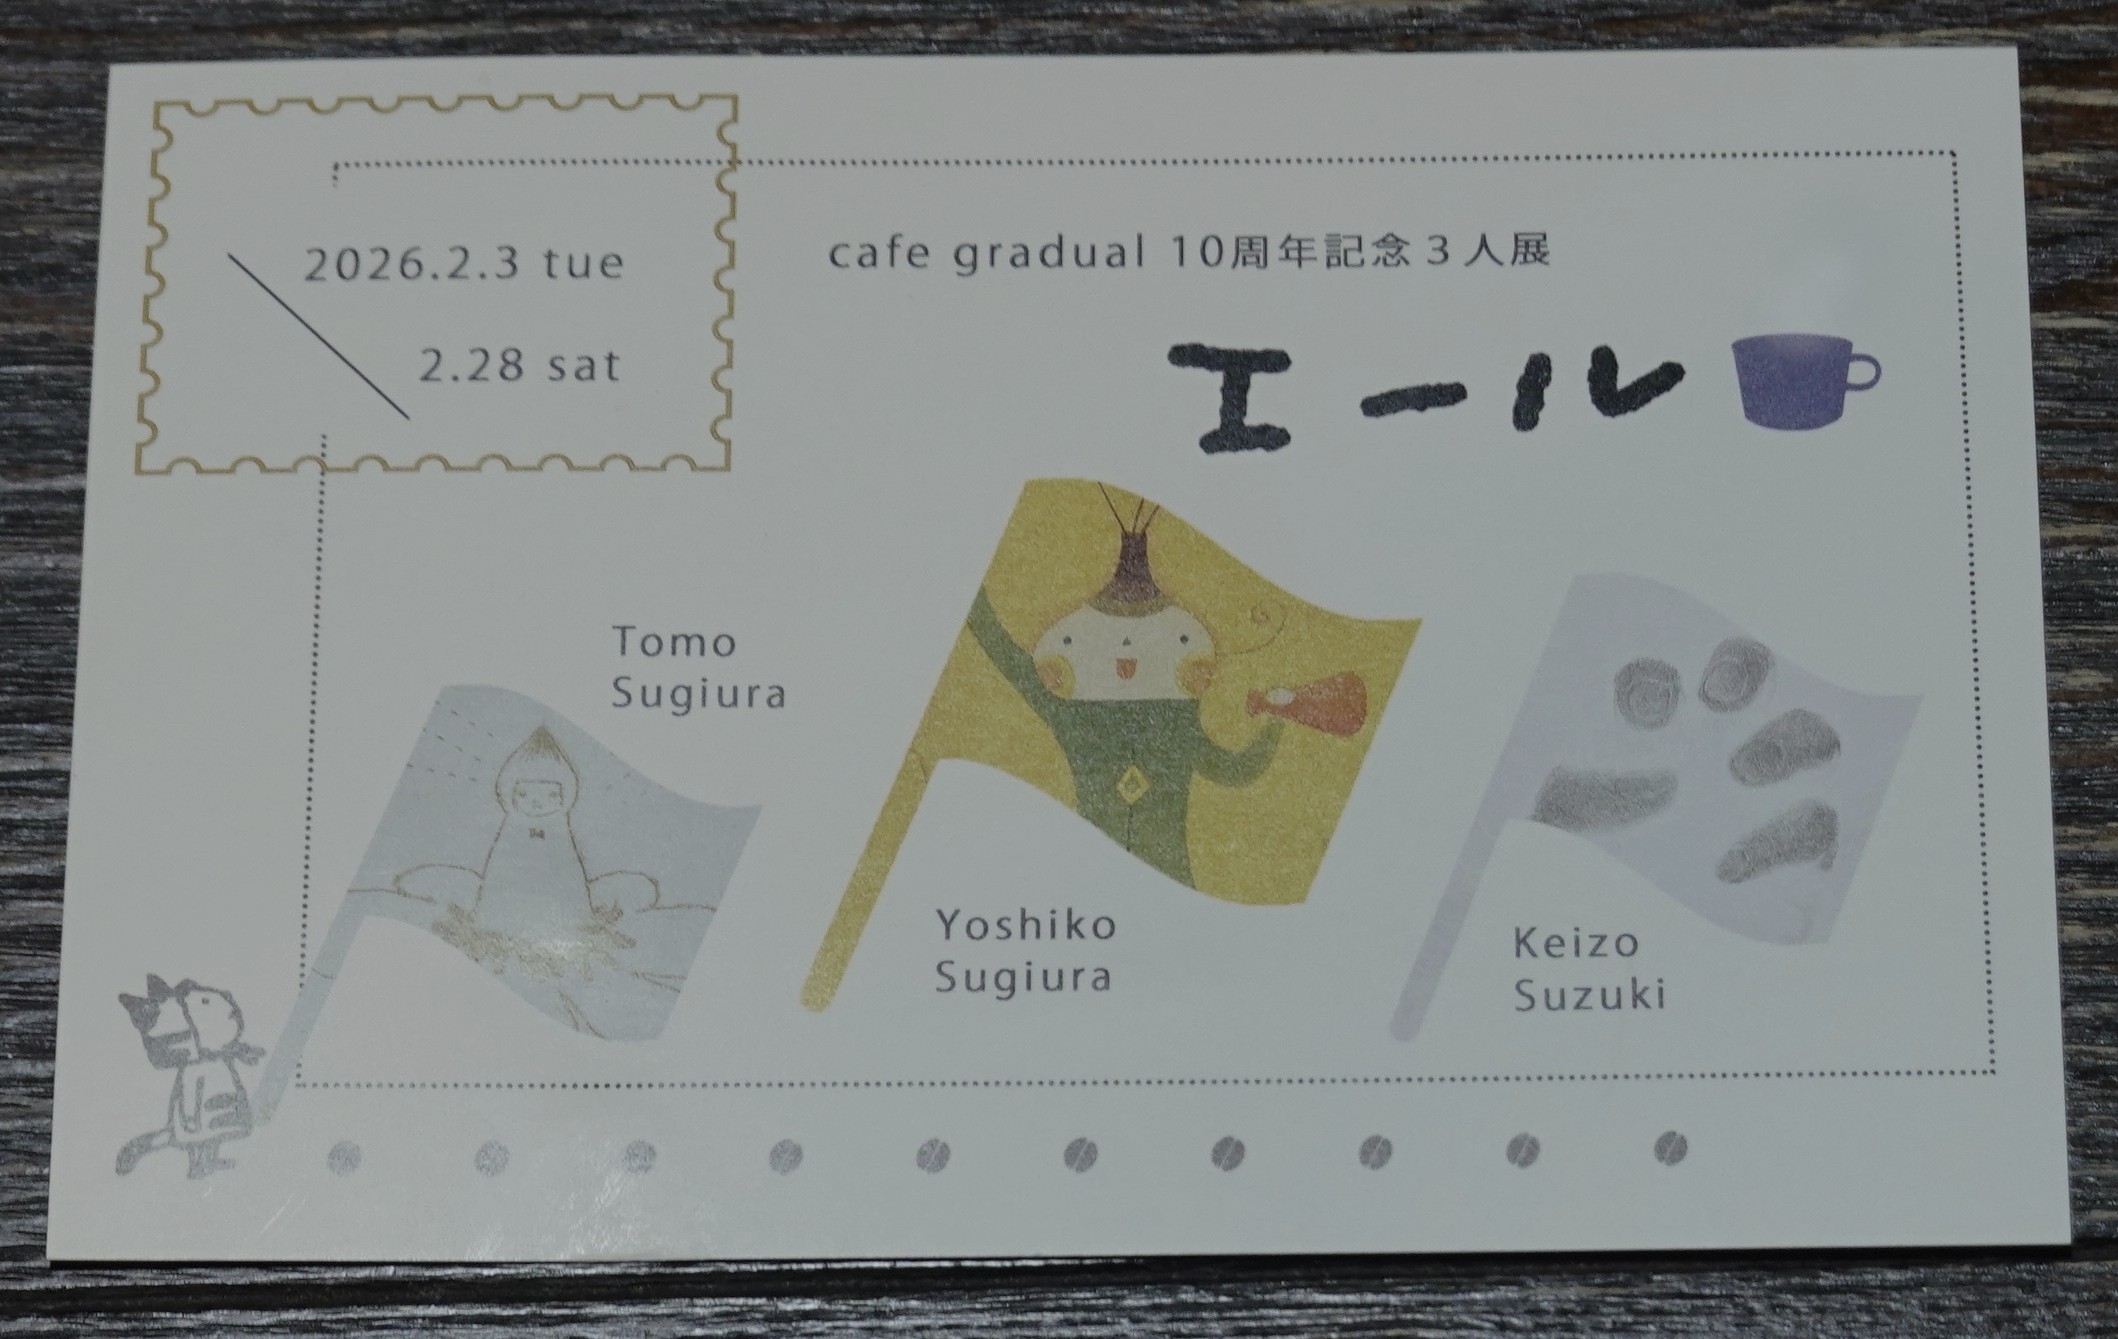 2026.2.3 tue
2.28 sat
cafe gradual 10周年記念3人展
エール
Tomo
Sugiura
Yoshiko
Sugiura
Keizo
Suzuki